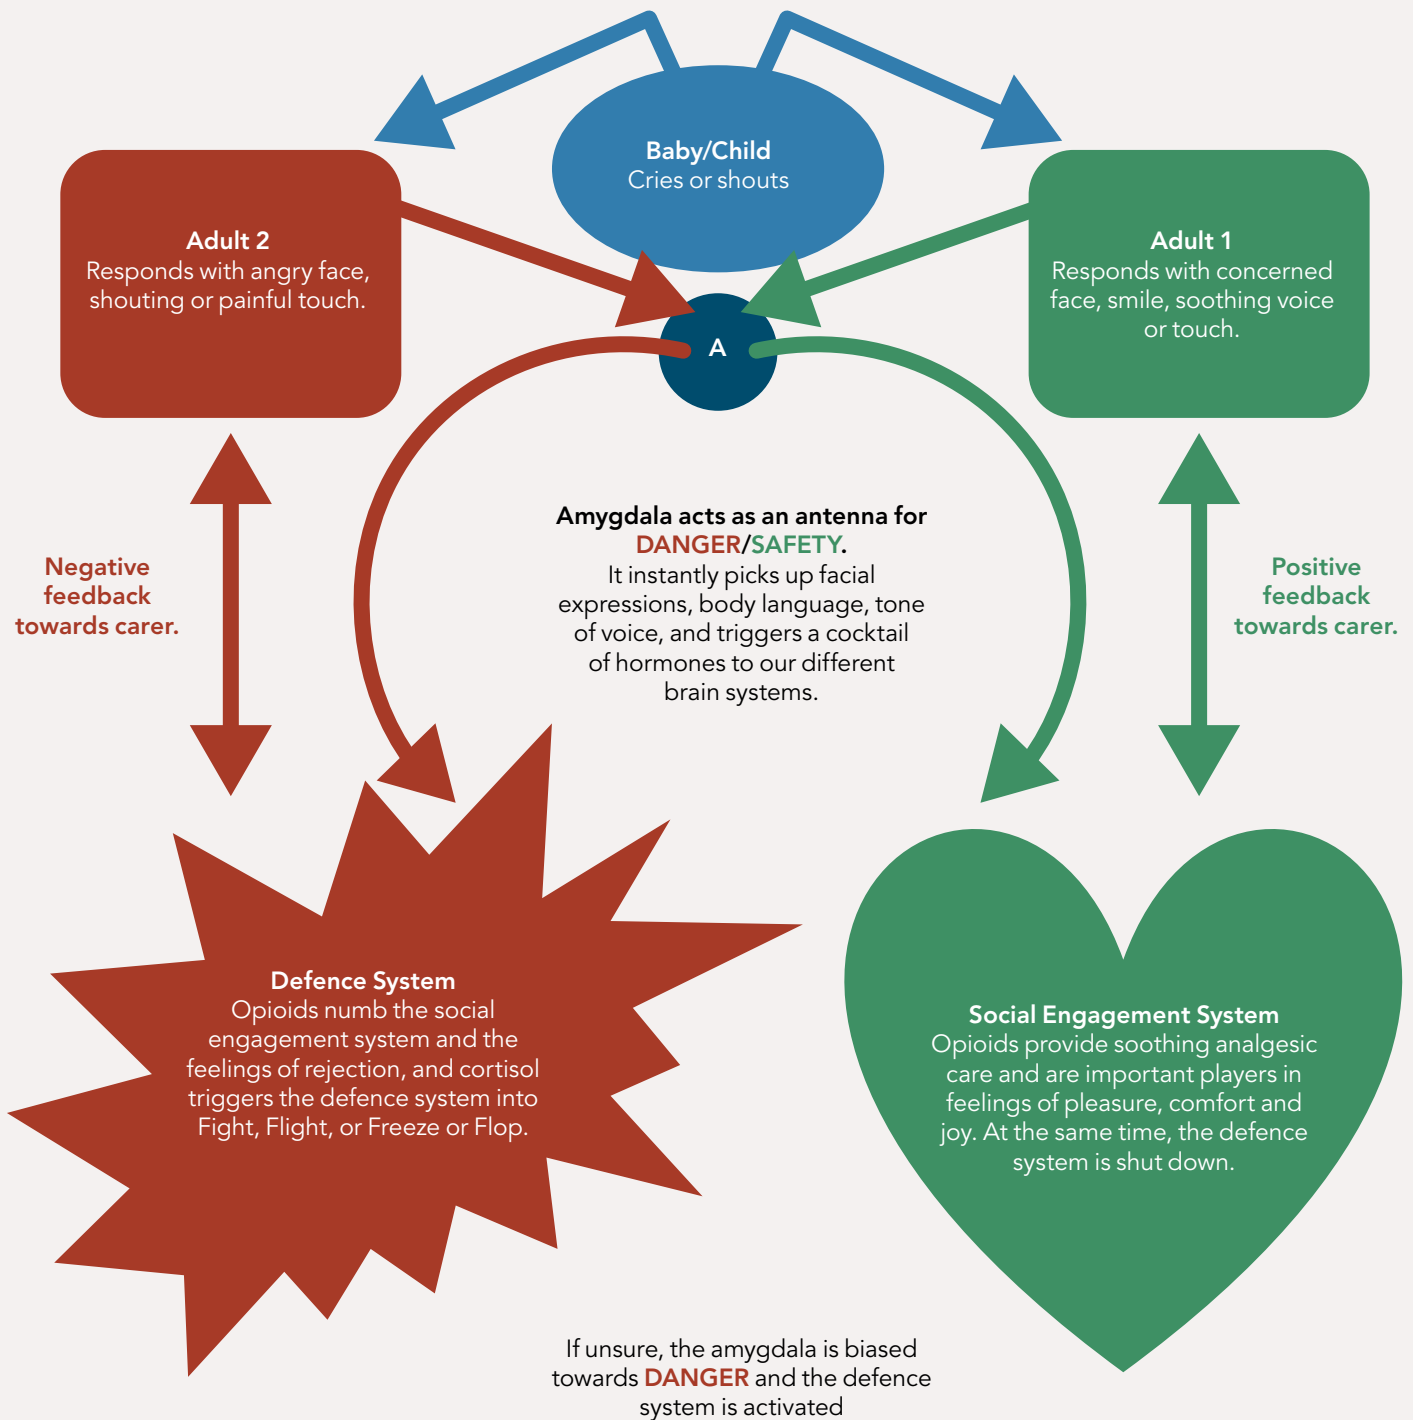 Baby/Child
Cries or shouts
Adult 2
Responds with angry face,
shouting or painful touch.
Adult 1
Responds with concerned
face, smile, soothing voice
or touch.
A
Amygdala acts as an antenna for
DANGER/SAFETY.
It instantly picks up facial
expressions, body language, tone
of voice, and triggers a cocktail
of hormones to our different
brain systems.
Negative
feedback
towards carer.
Positive
feedback
towards carer.
Defence System
Opioids numb the social
engagement system and the
feelings of rejection, and cortisol
triggers the defence system into
Fight, Flight, or Freeze or Flop.
Social Engagement System
Opioids provide soothing analgesic
care and are important players in
feelings of pleasure, comfort and
joy. At the same time, the defence
system is shut down.
If unsure, the amygdala is biased
towards DANGER and the defence
system is activated